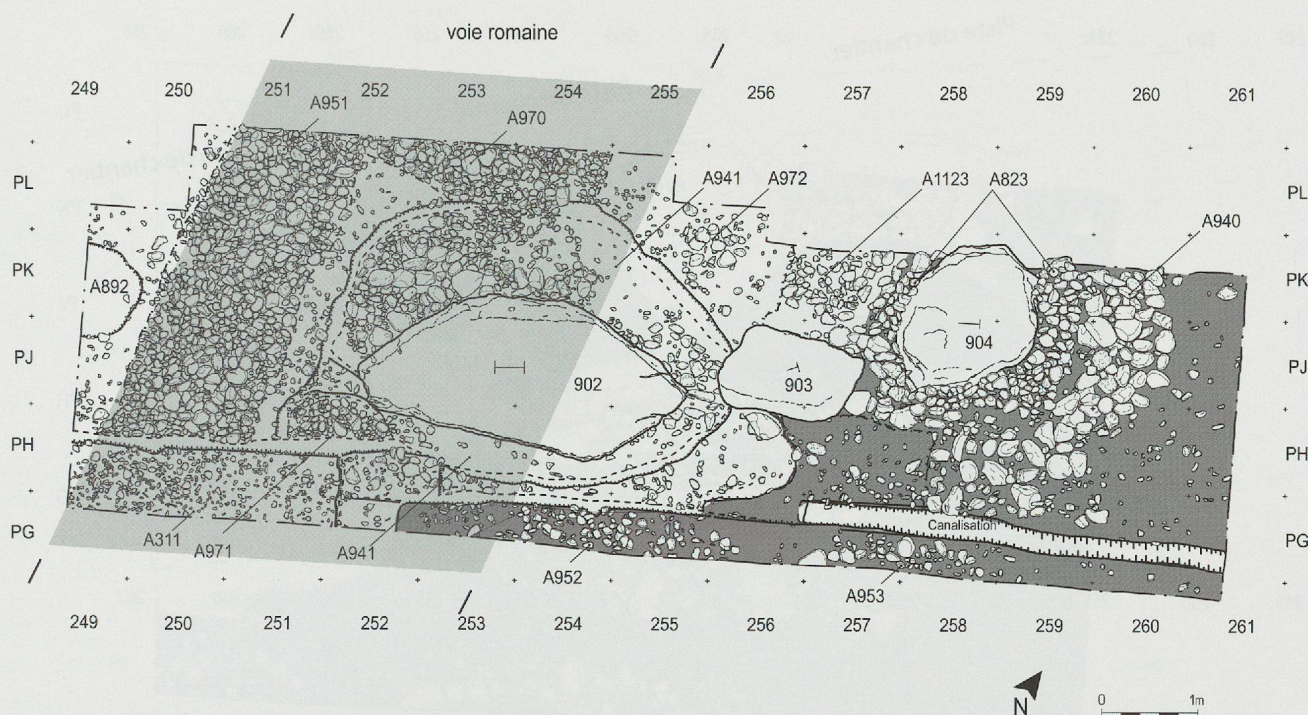 voie romaine
249 250 251 252 253 254 255 256 257 258 259 260 261
A951
A970
PL A941 A972 A1123 A823 PL
A940
PK PK
A892
PJ 902 903 904 PJ
PH PH
PG Canalisation PG
A311 A971 A941 A952 A953
249 250 251 252 253 254 255 256 257 258 259 260 261
N 0 1m